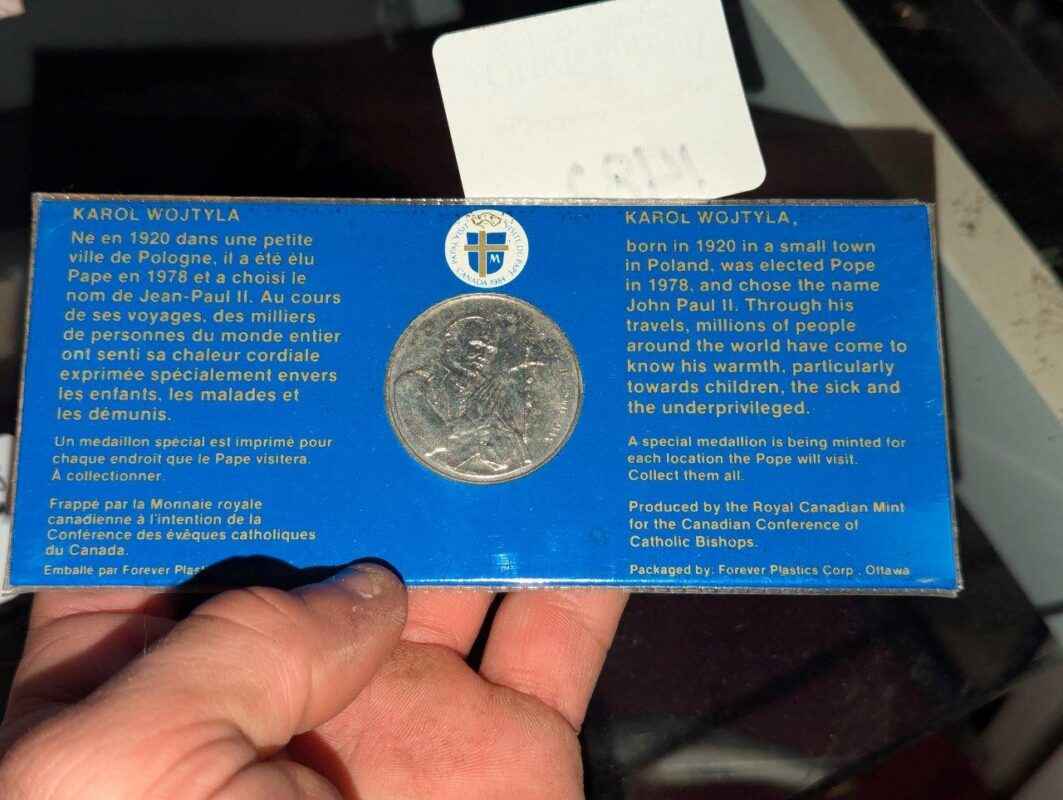 KAROL WOJTYLA
Né en 1920 dans une petite
ville de Pologne, il a été élu
Pape en 1978 et a choisi le
nom de Jean-Paul II. Au cours
de ses voyages, des milliers
de personnes du monde entier
ont senti sa chaleur cordiale
exprimée spécialement envers
les enfants, les malades et
les démunis.
Un medaillon special est imprimé pour
chaque endroit que le Pape visitera.
À collectionner.
Frappé par la Monnaie royale
canadienne à l'intention de la
Conférence des évêques catholiques
du Canada.
Emballé par Forever
PAPAL VISIT VISITE DU PAPE
M
CANADA 1984
KAROL WOJTYLA,
born in 1920 in a small town
in Poland, was elected Pope
in 1978, and chose the name
John Paul II. Through his
travels, millions of people
around the world have come to
know his warmth, particularly
towards children, the sick and
the underprivileged.
A special medallion is being minted for
each location the Pope will visit.
Collect them all.
Produced by the Royal Canadian Mint
for the Canadian Conference of
Catholic Bishops.
Packaged by: Forever Plastics Corp., Ottawa